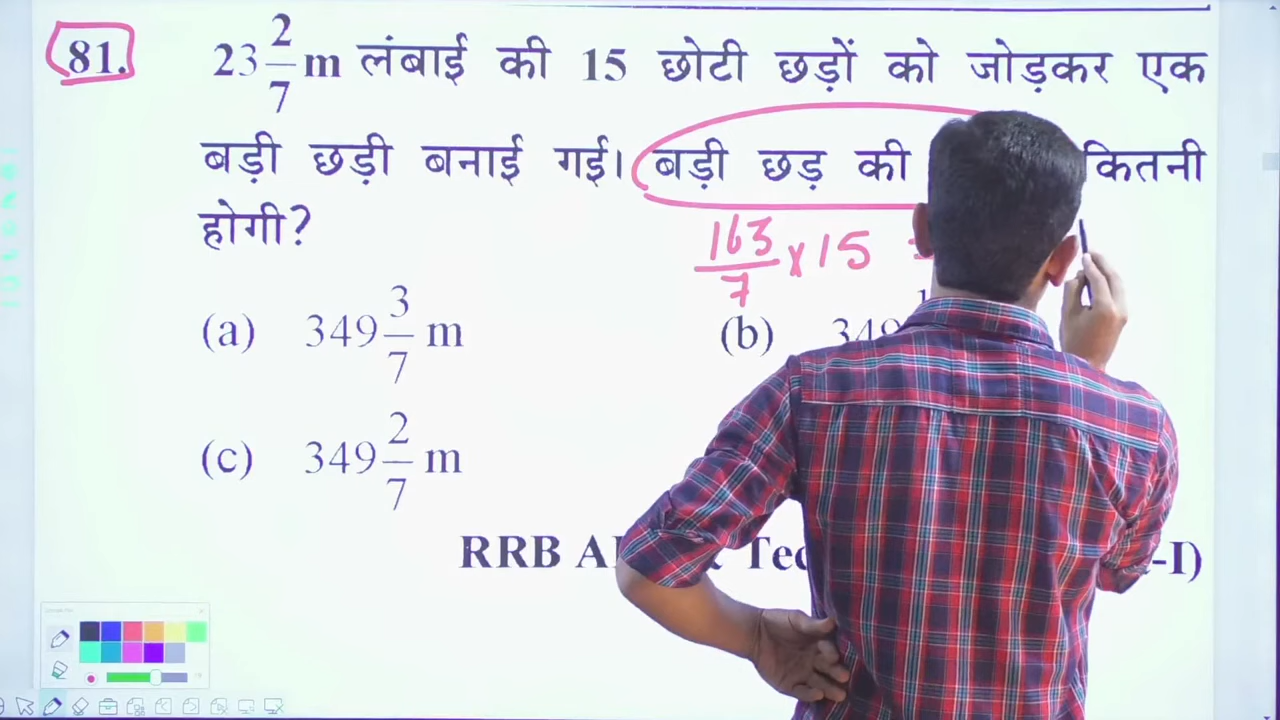 81. 23 2/7 m लंबाई की 15 छोटी छड़ों को जोड़कर एक
बड़ी छड़ी बनाई गई। बड़ी छड़ की कितनी
होगी?
163/7 × 15
(a) 349 3/7 m
(b) 349
(c) 349 2/7 m
RRB